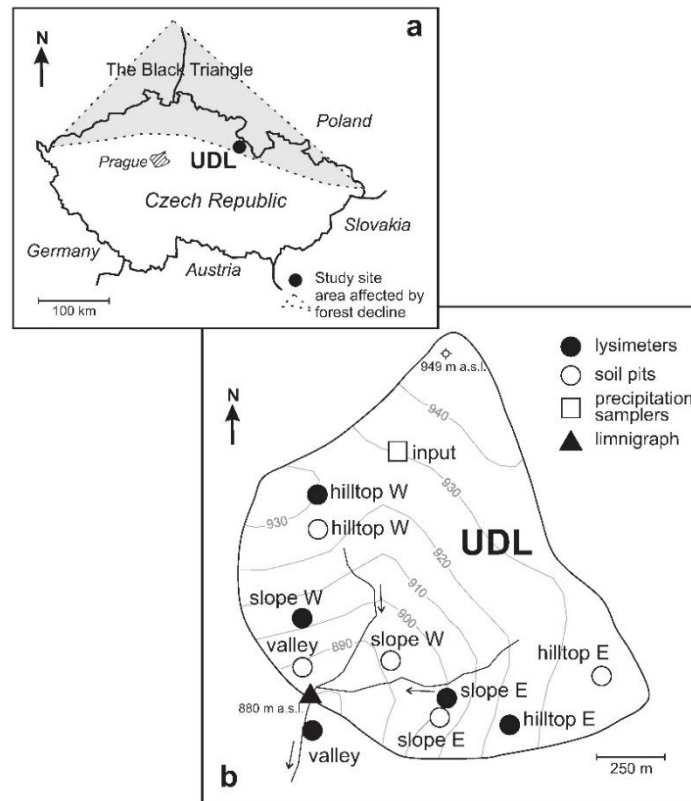 a
N
The Black Triangle
Poland
Prague
UDL
Czech Republic
Slovakia
Germany
Austria
Study site
area affected by
forest decline
100 km
b
N
949 m a.s.l.
lysimeters
soil pits
precipitation
samplers
limnigraph
940
input
930
hilltop W
930
hilltop W
920
UDL
910
slope W
900
slope W
valley
890
hilltop E
slope E
880 m a.s.l.
slope E
hilltop E
valley
250 m